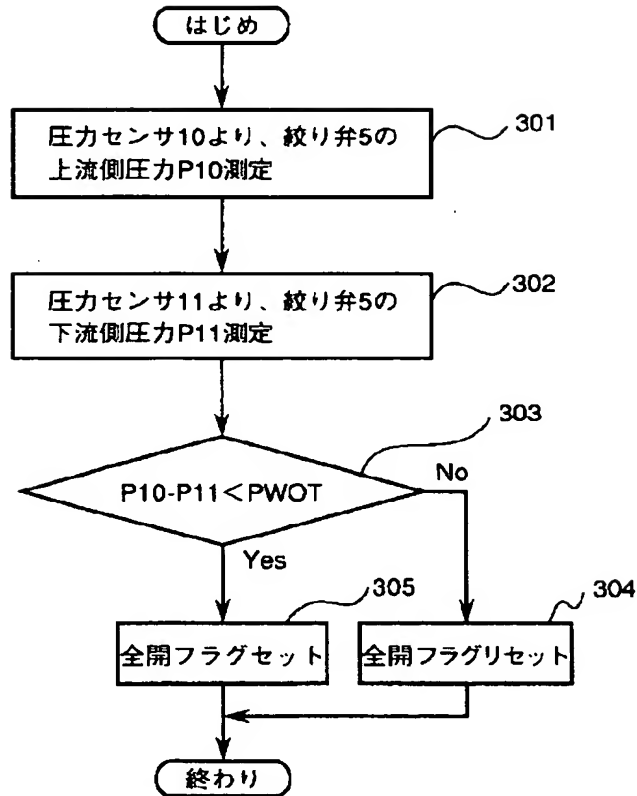 はじめ
圧力センサ10より、絞り弁5の
上流側圧力P10測定
301
圧力センサ11より、絞り弁5の
下流側圧力P11測定
302
303
P10-P11<PWOT
No
Yes
305
304
全開フラグセット
全開フラグリセット
終わり